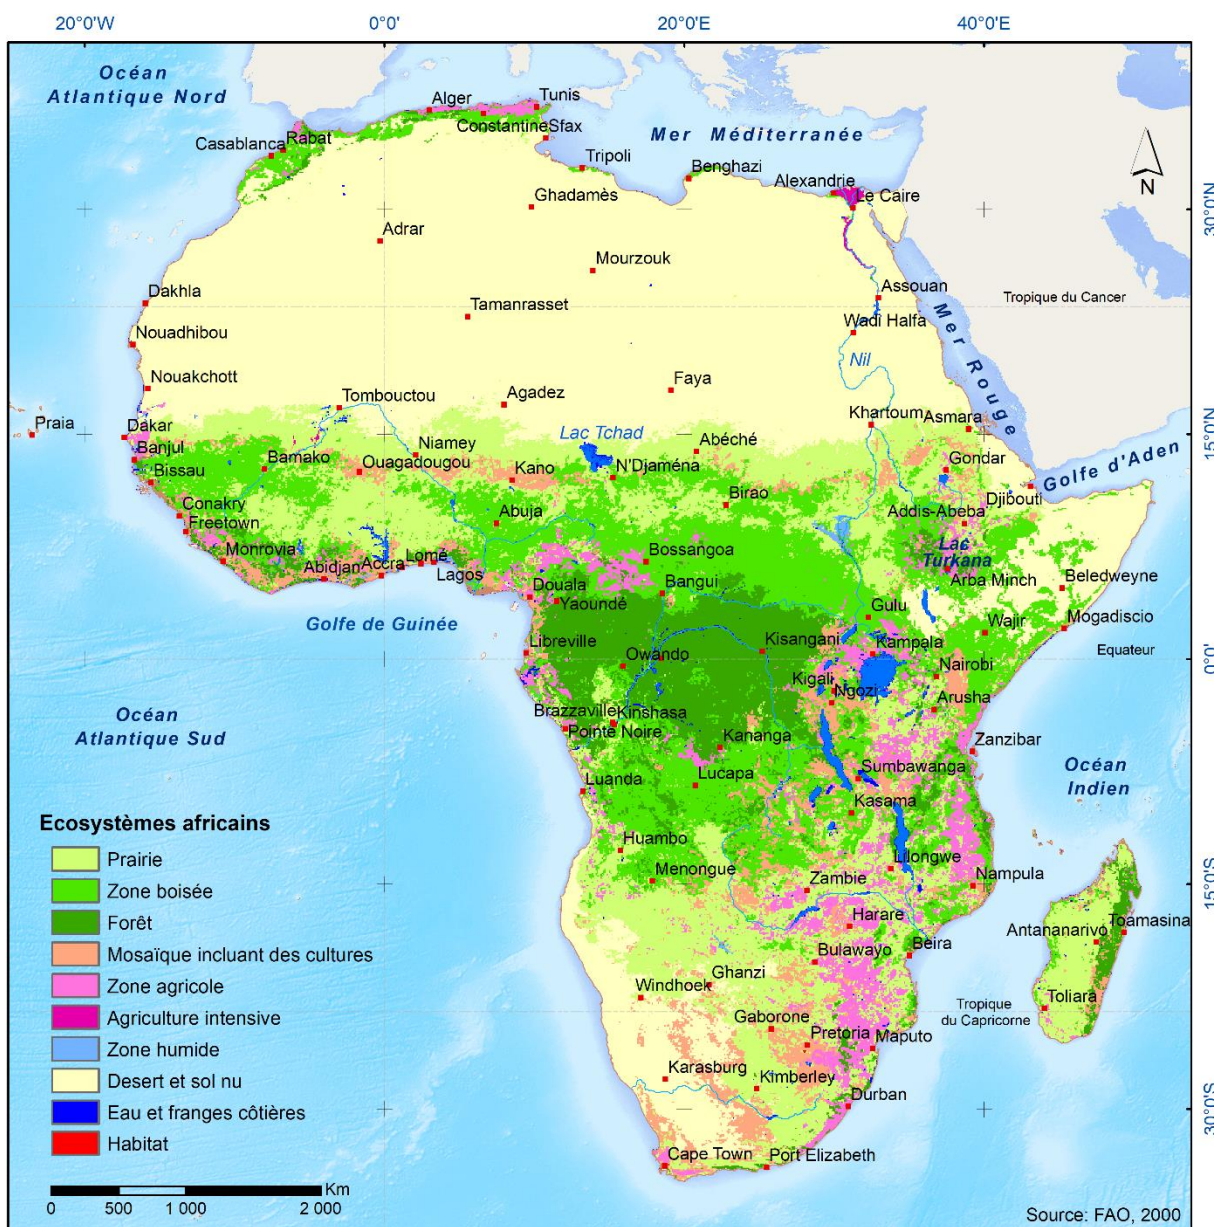 20°0'W
0°0'
20°0'E
40°0'E
Océan
Atlantique Nord
Alger
Tunis
Constantine
Sfax
Casablanca
Rabat
Mer Méditerranée
Tripoli
Benghazi
Alexandrie
Le Caire
N
30°0'N
Ghadamès
Adrar
Mourzouk
Dakhla
Tamanrasset
Assouan
Tropique du Cancer
Nouadhibou
Wadi Halfa
Mer Rouge
Nil
Nouakchott
Tombouctou
Agadez
Faya
Praia
Dakar
Khartoum
Asmara
15°0'N
Banjul
Niamey
Lac Tchad
Abéché
Bissau
Bamako
Ouagadougou
Kano
N'Djaména
Gondar
Golfe d'Aden
Birao
Djibouti
Conakry
Abuja
Addis-Abeba
Freetown
Monrovia
Lomé
Bossangoa
Lac
Turkana
Abidjan
Accra
Lagos
Douala
Bangui
Arba Minch
Beledweyne
Yaoundé
Gulu
Golfe de Guinée
Wajir
Mogadiscio
Libreville
Owando
Kisangani
Kampala
Equateur
0°0'
Kigali
Nairobi
Ngozi
Arusha
Océan
Atlantique Sud
Brazzaville
Kinshasa
Pointe Noire
Kananga
Zanzibar
Luanda
Lucapa
Sumbawanga
Océan
Indien
Kasama
Ecosystèmes africains
Prairie
Zone boisée
Forêt
Mosaïque incluant des cultures
Zone agricole
Agriculture intensive
Zone humide
Desert et sol nu
Eau et franges côtières
Habitat
Km
0
500
1 000
2 000
Huambo
Menongue
Lilongwe
Zambie
Nampula
15°0'S
Harare
Antananarivo
Toamasina
Bulawayo
Beira
Ghanzi
Windhoek
Tropique
du Capricorne
Toliara
Gaborone
Pretoria
Maputo
Karasburg
Kimberley
Durban
30°0'S
Cape Town
Port Elizabeth
Source: FAO, 2000